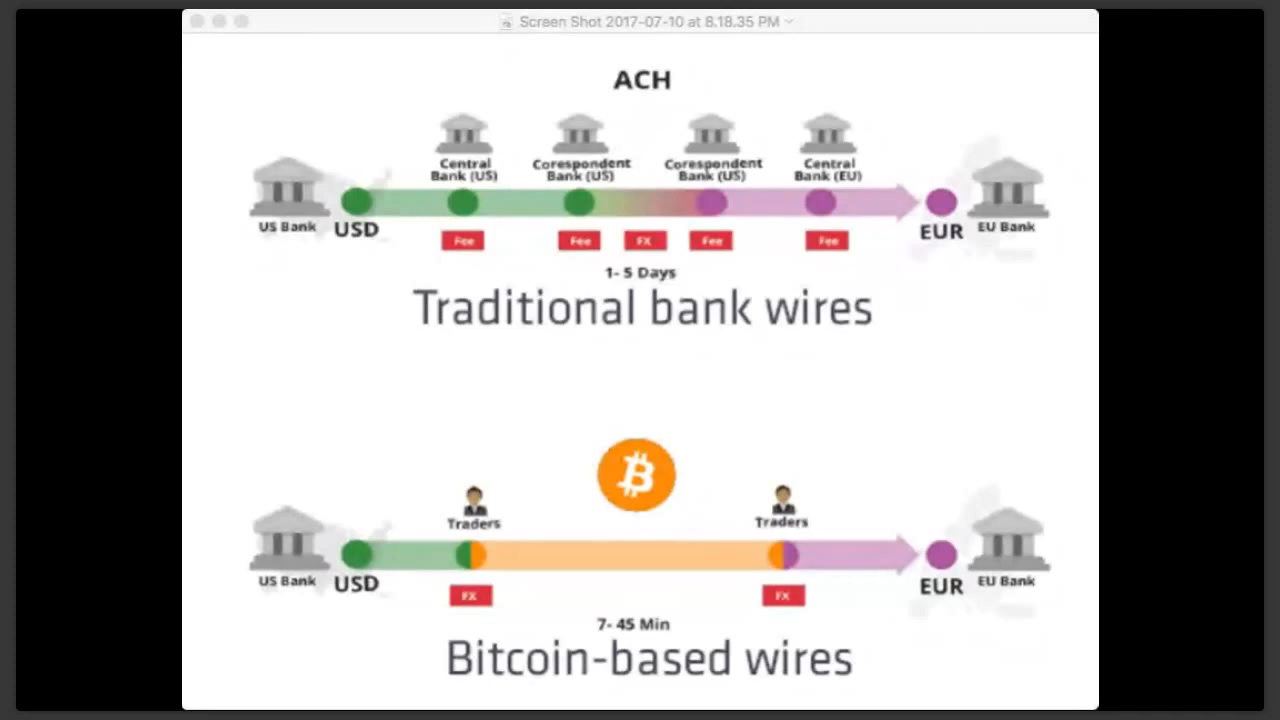 Screen Shot 2017-07-10 at 8.18.35 PM
ACH
Central
Bank (US)
Corespondent
Bank (US)
Corespondent
Bank (US)
Central
Bank (EU)
US Bank
USD
EUR
EU Bank
Fee
Fee
FX
Fee
Fee
1- 5 Days
Traditional bank wires
Traders
Traders
US Bank
USD
EUR
EU Bank
FX
FX
7- 45 Min
Bitcoin-based wires